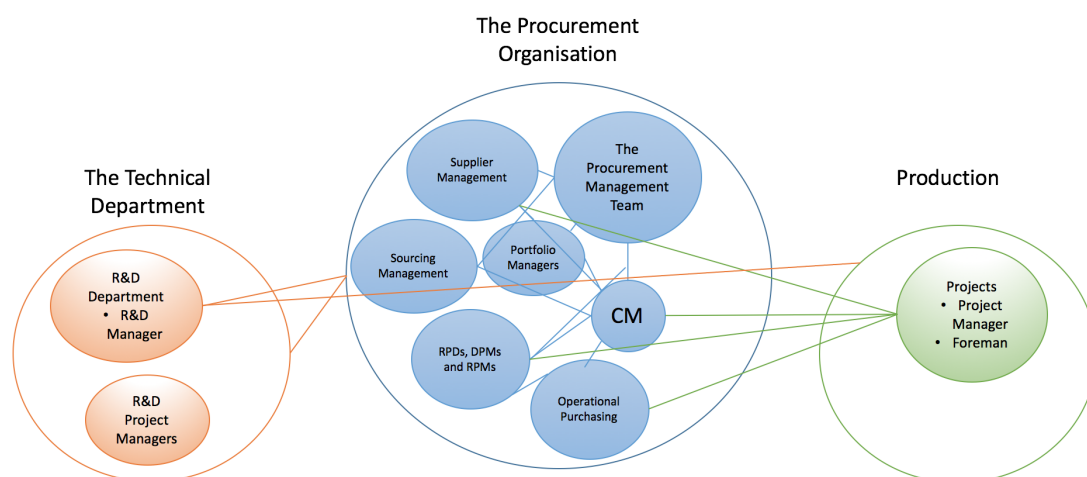 The Procurement
Organisation
The Technical
Department
Production
Supplier
Management
The
Procurement
Management
Team
Sourcing
Management
Portfolio
Managers
R&D
Department
• R&D
Manager
Projects
• Project
Manager
• Foreman
CM
RPDs, DPMs
and RPMs
R&D
Project
Managers
Operational
Purchasing